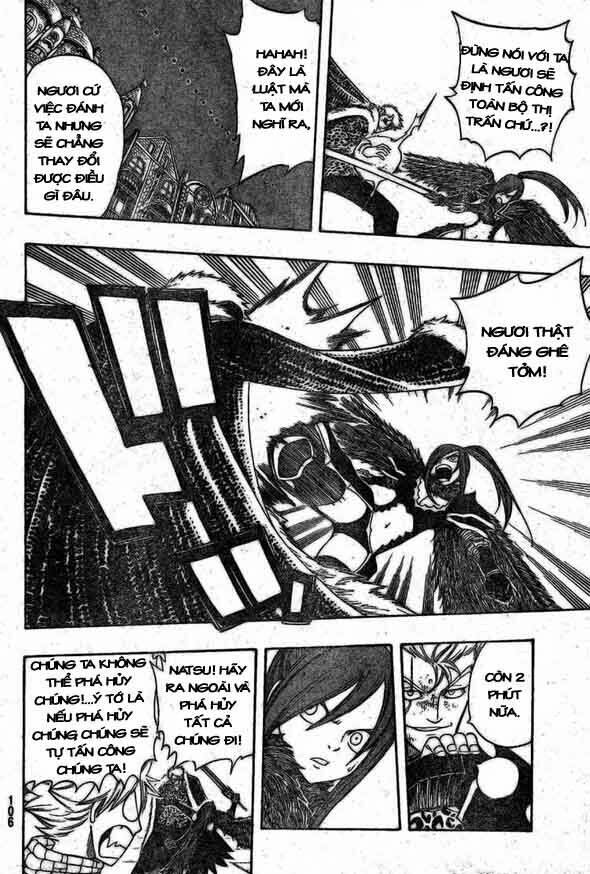 ĐỪNG NÓI VỚI TA
LÀ NGƯƠI SẼ
ĐỊNH TẤN CÔNG
TOÀN BỘ THỊ
TRẤN CHỨ...?!
HAHAH!
ĐÂY LÀ
LUẬT MÀ
TA MỚI
NGHĨ RA,
NGƯƠI CỨ
VIỆC ĐÁNH
TA NHƯNG
SẼ CHẲNG
THAY ĐỔI
ĐƯỢC ĐIỀU
GÌ ĐÂU.
NGƯƠI THẬT
ĐÁNG GHÊ
TỞM!
CÒN 2
PHÚT
NỮA.
NATSU! HÃY
RA NGOÀI VÀ
PHÁ HỦY
TẤT CẢ
CHÚNG ĐI!
CHÚNG TA KHÔNG
THỂ PHÁ HỦY
CHÚNG!...Ý TỚ LÀ
NẾU PHÁ HỦY
CHÚNG, CHÚNG SẼ
TỰ TẤN CÔNG
CHÚNG TA!
106